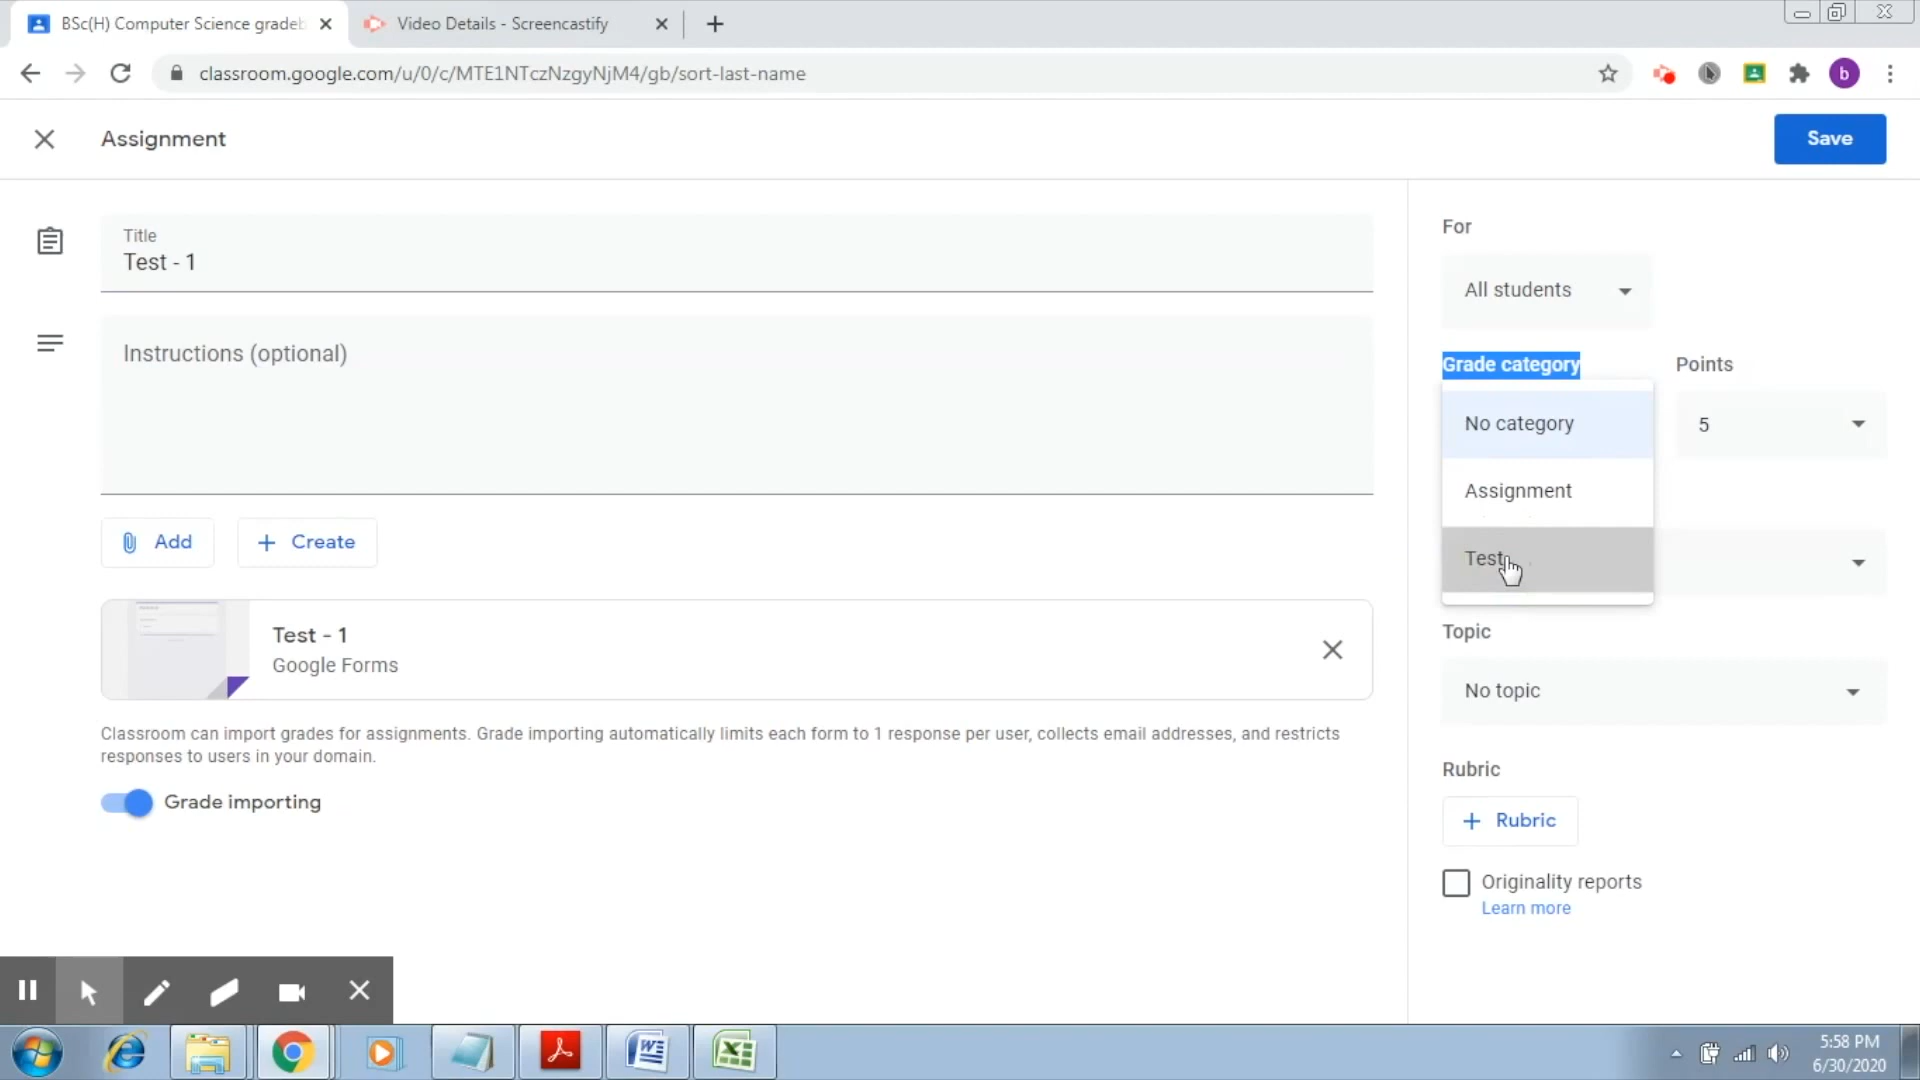 BSc(H) Computer Science gradeb
Video Details - Screencastify
classroom.google.com/u/0/c/MTE1NTczNzgyNjM4/gb/sort-last-name
b
Assignment
Save
Title
Test - 1
Instructions (optional)
Add
Create
Test - 1
Google Forms
Classroom can import grades for assignments. Grade importing automatically limits each form to 1 response per user, collects email addresses, and restricts
responses to users in your domain.
Grade importing
For
All students
Grade category
Points
No category
5
Assignment
Test
Topic
No topic
Rubric
Rubric
Originality reports
Learn more
5:58 PM
6/30/2020